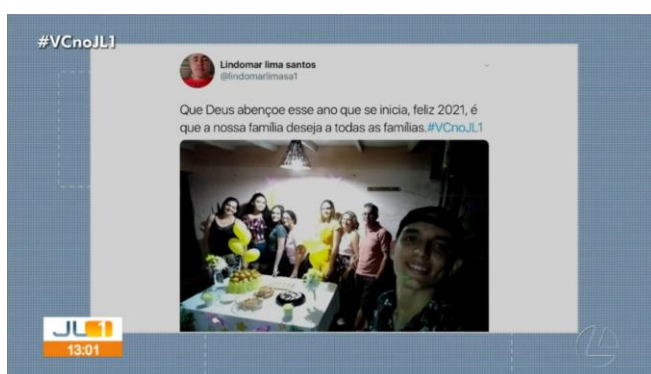 #VCnoJL1
Lindomar lima santos
@lindomarlimasa1
Que Deus abençoe esse ano que se inicia, feliz 2021, é
que a nossa família deseja a todas as famílias.#VCnoJL1
JL1
13:01